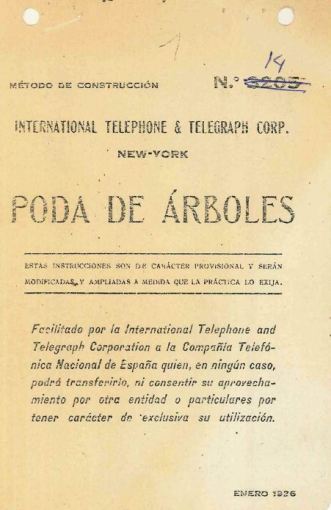 1
14
MÉTODO DE CONSTRUCCIÓN N.º 3205
INTERNATIONAL TELEPHONE & TELEGRAPH CORP.
NEW-YORK
PODA DE ÁRBOLES
ESTAS INSTRUCCIONES SON DE CARÁCTER PROVISIONAL Y SERÁN
MODIFICADAS, Y AMPLIADAS A MEDIDA QUE LA PRÁCTICA LO EXIJA.
Facilitado por la International Telephone and
Telegraph Corporation a la Compañía Telefó-
nica Nacional de España quien, en ningún caso,
podrá transferirlo, ni consentir su aprovecha-
miento por otra entidad o particulares por
tener carácter de exclusiva su utilización.
ENERO 1926